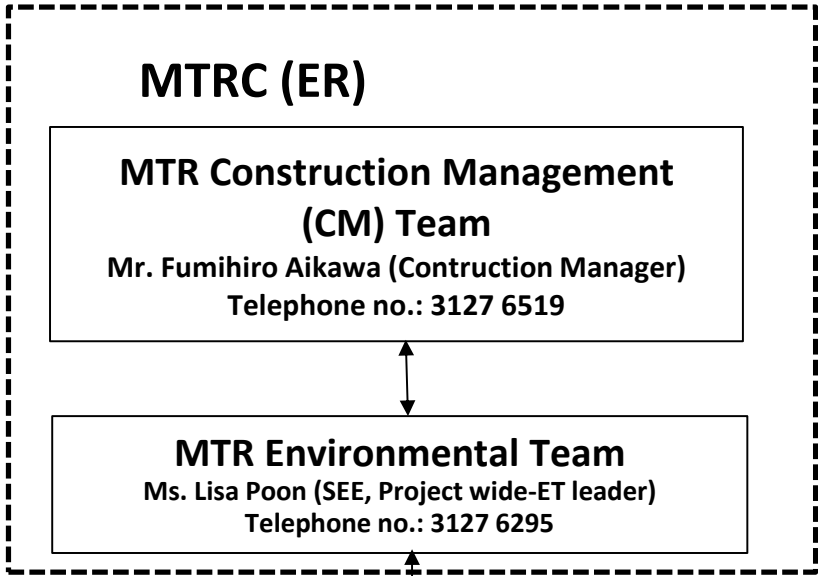 MTRC (ER)
MTR Construction Management
(CM) Team
Mr. Fumihiro Aikawa (Contruction Manager)
Telephone no.: 3127 6519
MTR Environmental Team
Ms. Lisa Poon (SEE, Project wide-ET leader)
Telephone no.: 3127 6295